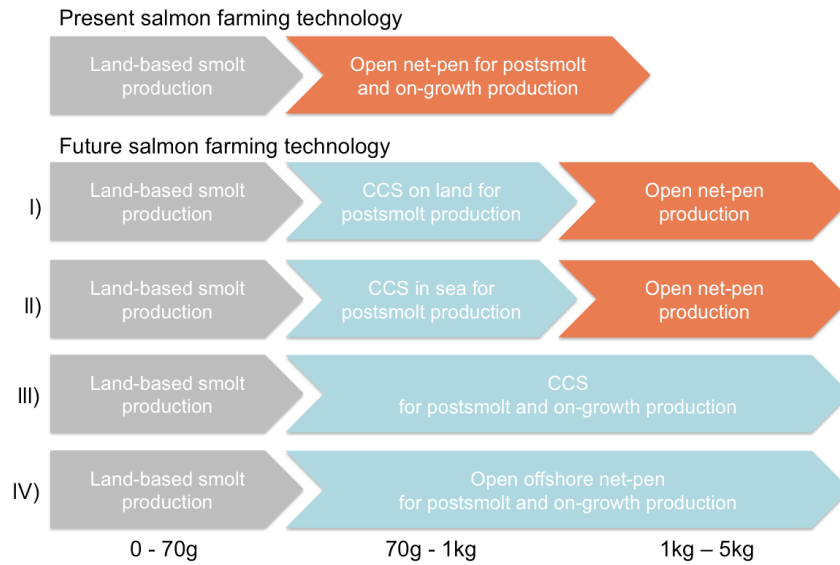 Present salmon farming technology
Land-based smolt
production
Open net-pen for postsmolt
and on-growth production
Future salmon farming technology
I)
Land-based smolt
production
CCS on land for
postsmolt production
Open net-pen
production
II)
Land-based smolt
production
CCS in sea for
postsmolt production
Open net-pen
production
III)
Land-based smolt
production
CCS
for postsmolt and on-growth production
IV)
Land-based smolt
production
Open offshore net-pen
for postsmolt and on-growth production
0 - 70g
70g - 1kg
1kg – 5kg